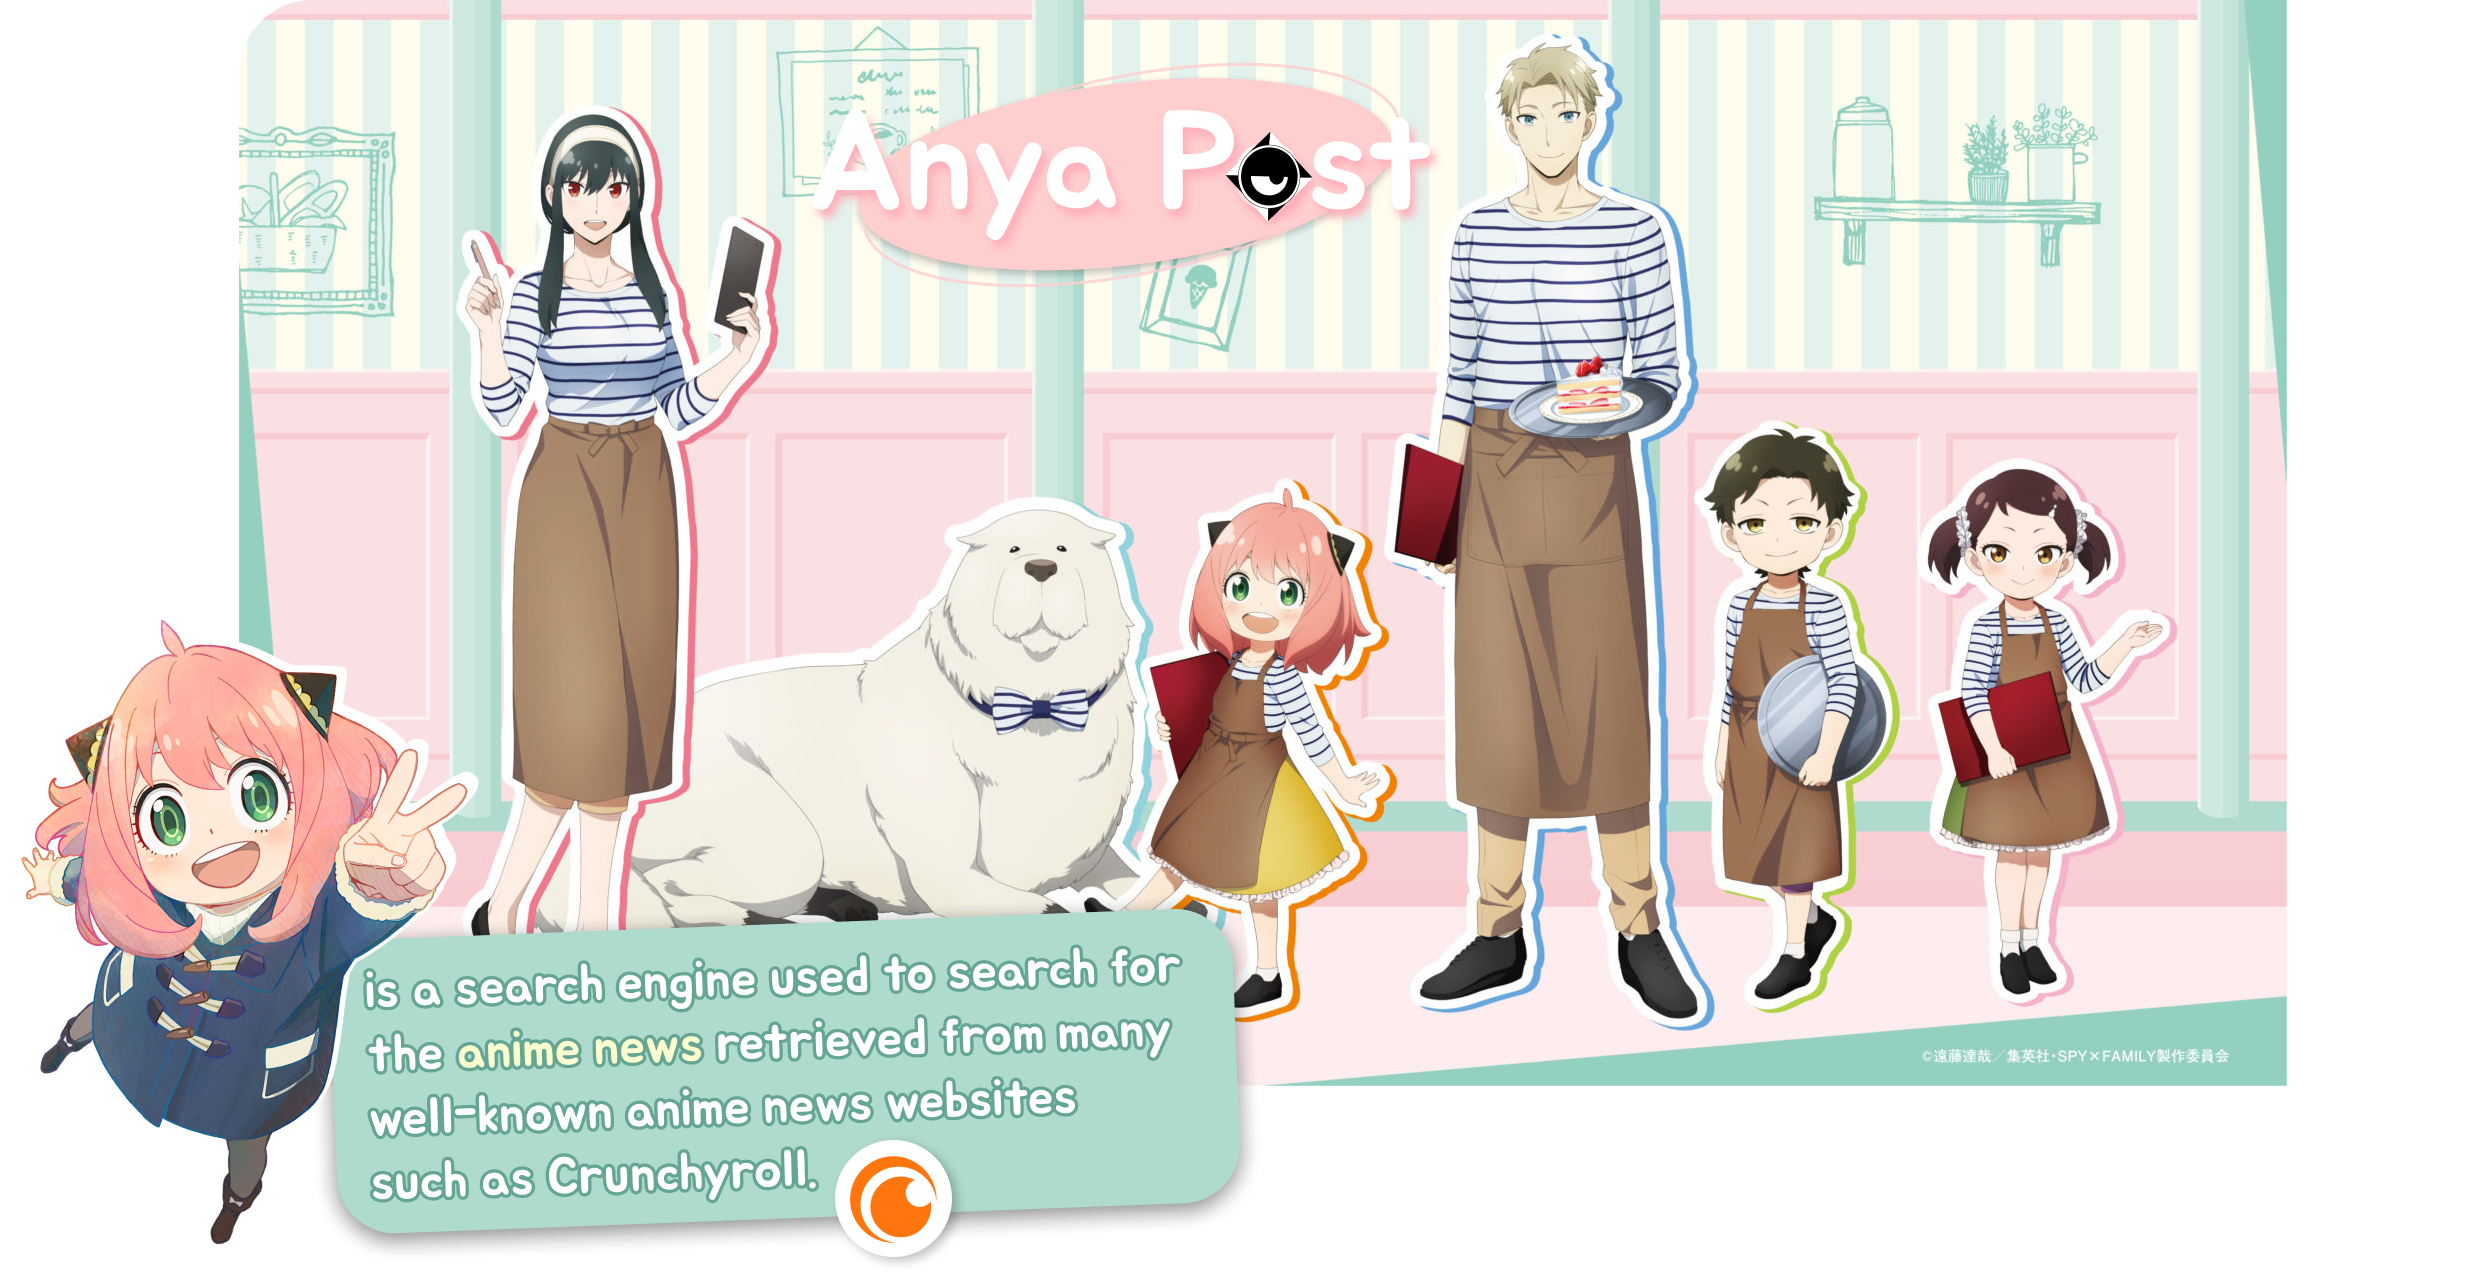 Anya Post
is a search engine used to search for
the anime news retrieved from many
well-known anime news websites
such as Crunchyroll.
©遠藤達哉／集英社・SPY×FAMILY製作委員会